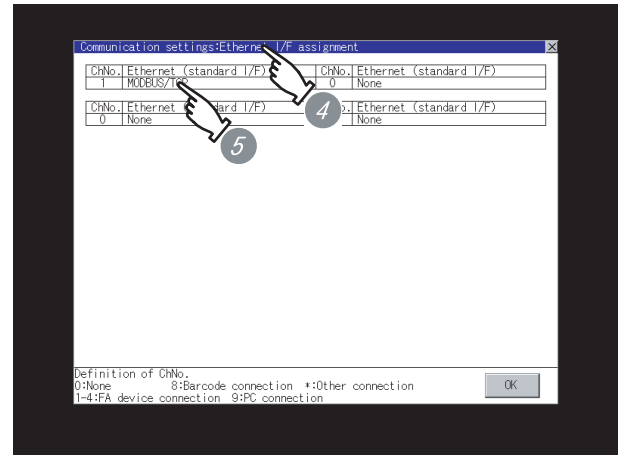 Communication settings:Ethernet I/F assignment
ChNo. Ethernet (standard I/F) ChNo. Ethernet (standard I/F)
1 MODBUS/TCP 0 None
ChNo. Ethernet (standard I/F) Ethernet (standard I/F)
0 None None
4
5
Definition of ChNo.
0:None 8:Barcode connection *:Other connection
1-4:FA device connection 9:PC connection
OK